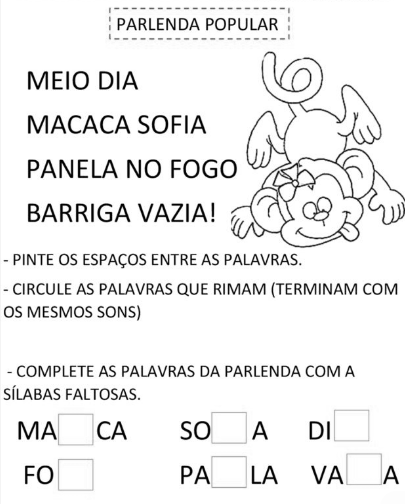 PARLENDA POPULAR
MEIO DIA
MACACA SOFIA
PANELA NO FOGO
BARRIGA VAZIA!
- PINTE OS ESPAÇOS ENTRE AS PALAVRAS.
- CIRCULE AS PALAVRAS QUE RIMAM (TERMINAM COM
OS MESMOS SONS)
- COMPLETE AS PALAVRAS DA PARLENDA COM A
SÍLABAS FALTOSAS.
MA CA SO A DI
FO PA LA VA A